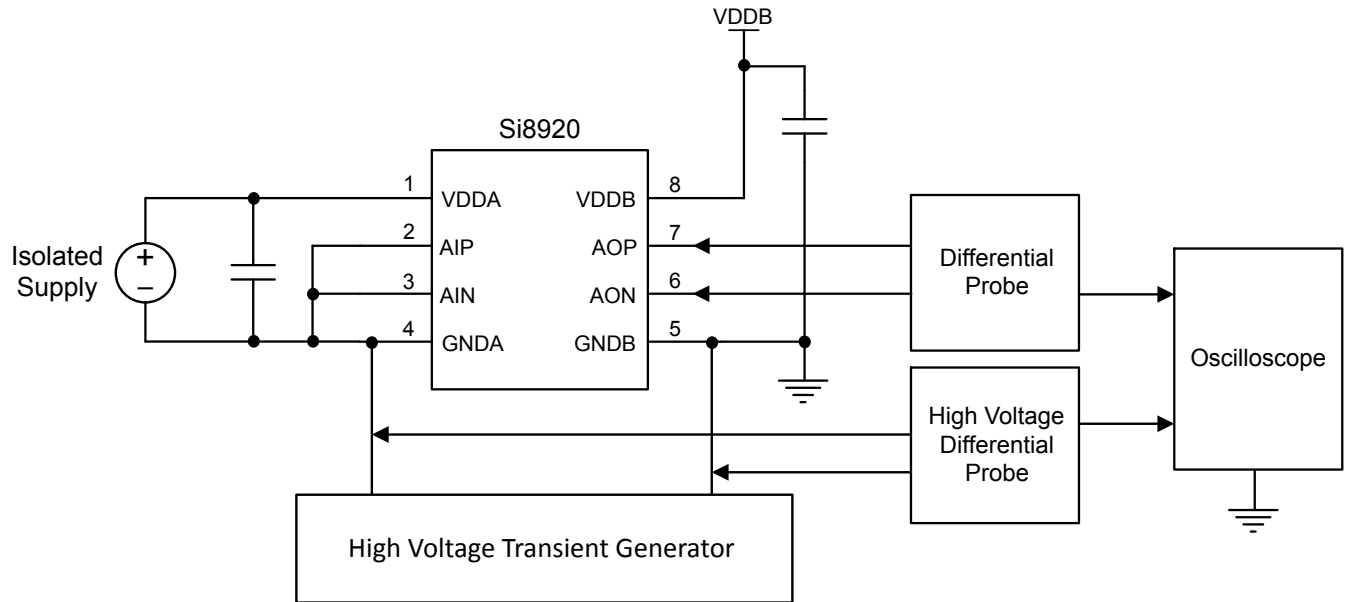 VDDB
Si8920
Isolated
Supply
+
−
1
VDDA
2
AIP
3
AIN
4
GNDA
VDDB
8
AOP
7
AON
6
GNDB
5
Differential
Probe
High Voltage
Differential
Probe
Oscilloscope
High Voltage Transient Generator